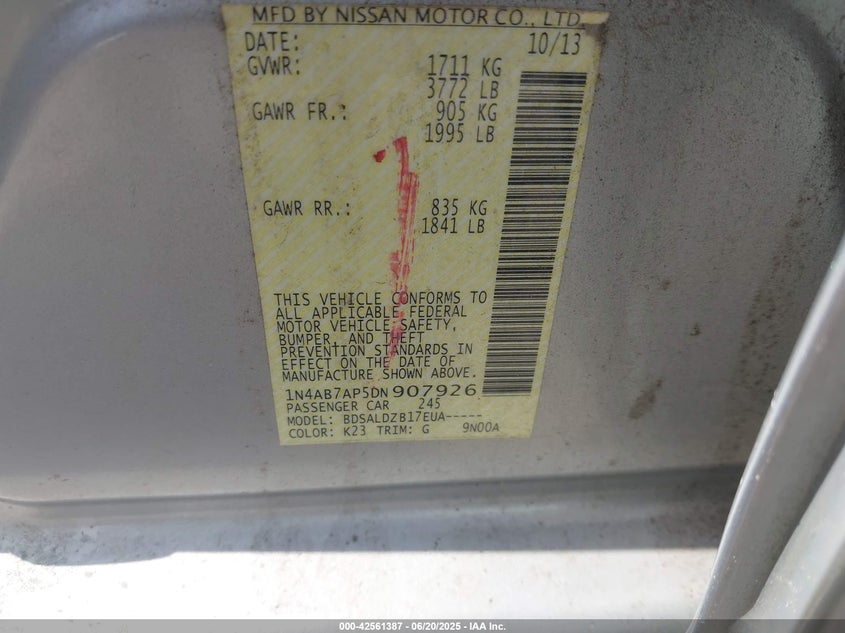 MFD BY NISSAN MOTOR CO., LTD.
DATE: 10/13
GVWR: 1711 KG
3772 LB
GAWR FR.: 905 KG
1995 LB
GAWR RR.: 835 KG
1841 LB
THIS VEHICLE CONFORMS TO
ALL APPLICABLE FEDERAL
MOTOR VEHICLE SAFETY,
BUMPER, AND THEFT
PREVENTION STANDARDS IN
EFFECT ON THE DATE OF
MANUFACTURE SHOWN ABOVE.
1N4AB7AP5DN907926
PASSENGER CAR 245
MODEL: BDSALDZB17EUA-----
COLOR: K23 TRIM: G 9N00A
000-42561387 - 06/20/2025 - IAA Inc.